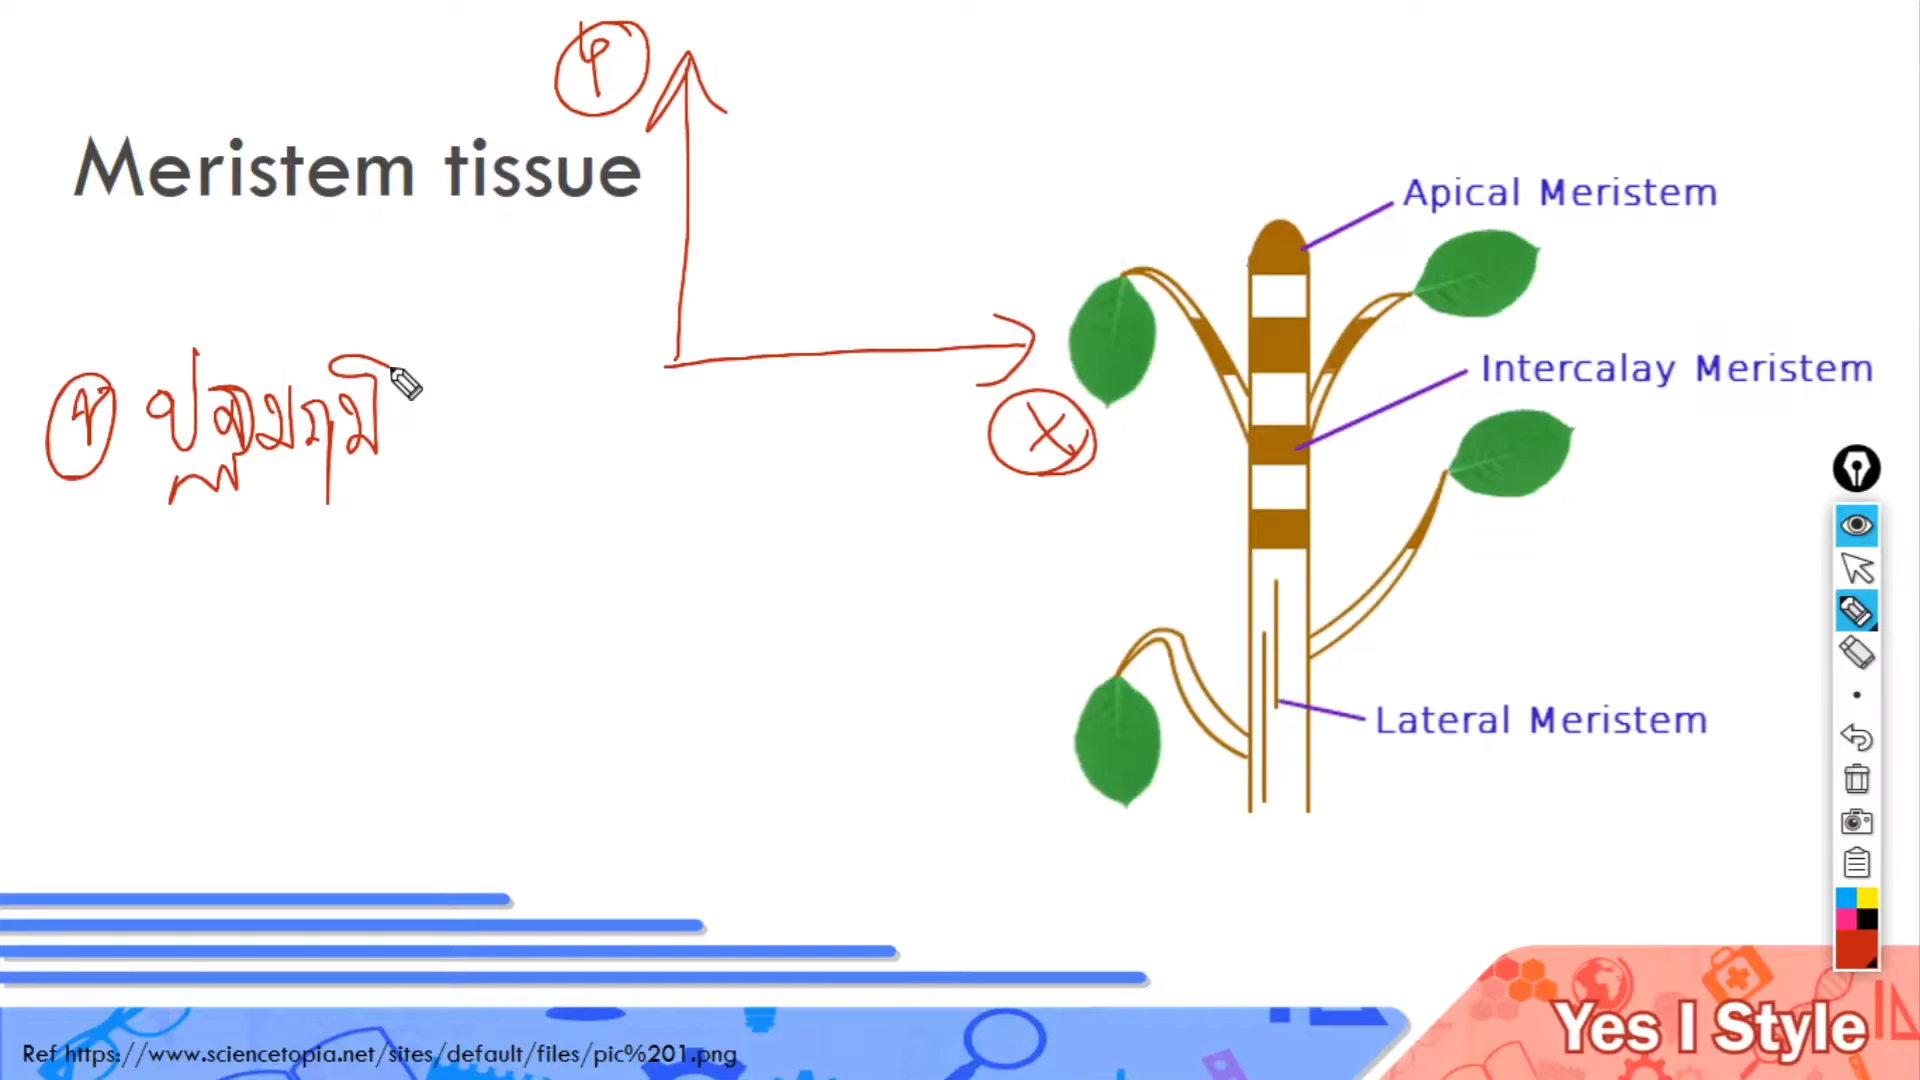 Meristem tissue
Apical Meristem
Intercalay Meristem
X
ปฐมภูมิ
Lateral Meristem
Yes I Style
Ref https://www.sciencetopia.net/sites/default/files/pic%201.png